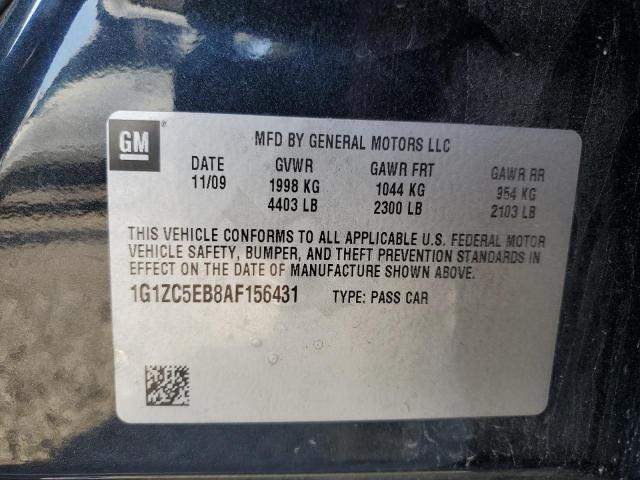 GM ®
MFD BY GENERAL MOTORS LLC
DATE GVWR GAWR FRT GAWR RR
11/09 1998 KG 1044 KG 954 KG
4403 LB 2300 LB 2103 LB
THIS VEHICLE CONFORMS TO ALL APPLICABLE U.S. FEDERAL MOTOR
VEHICLE SAFETY, BUMPER, AND THEFT PREVENTION STANDARDS IN
EFFECT ON THE DATE OF MANUFACTURE SHOWN ABOVE.
1G1ZC5EB8AF156431 TYPE: PASS CAR